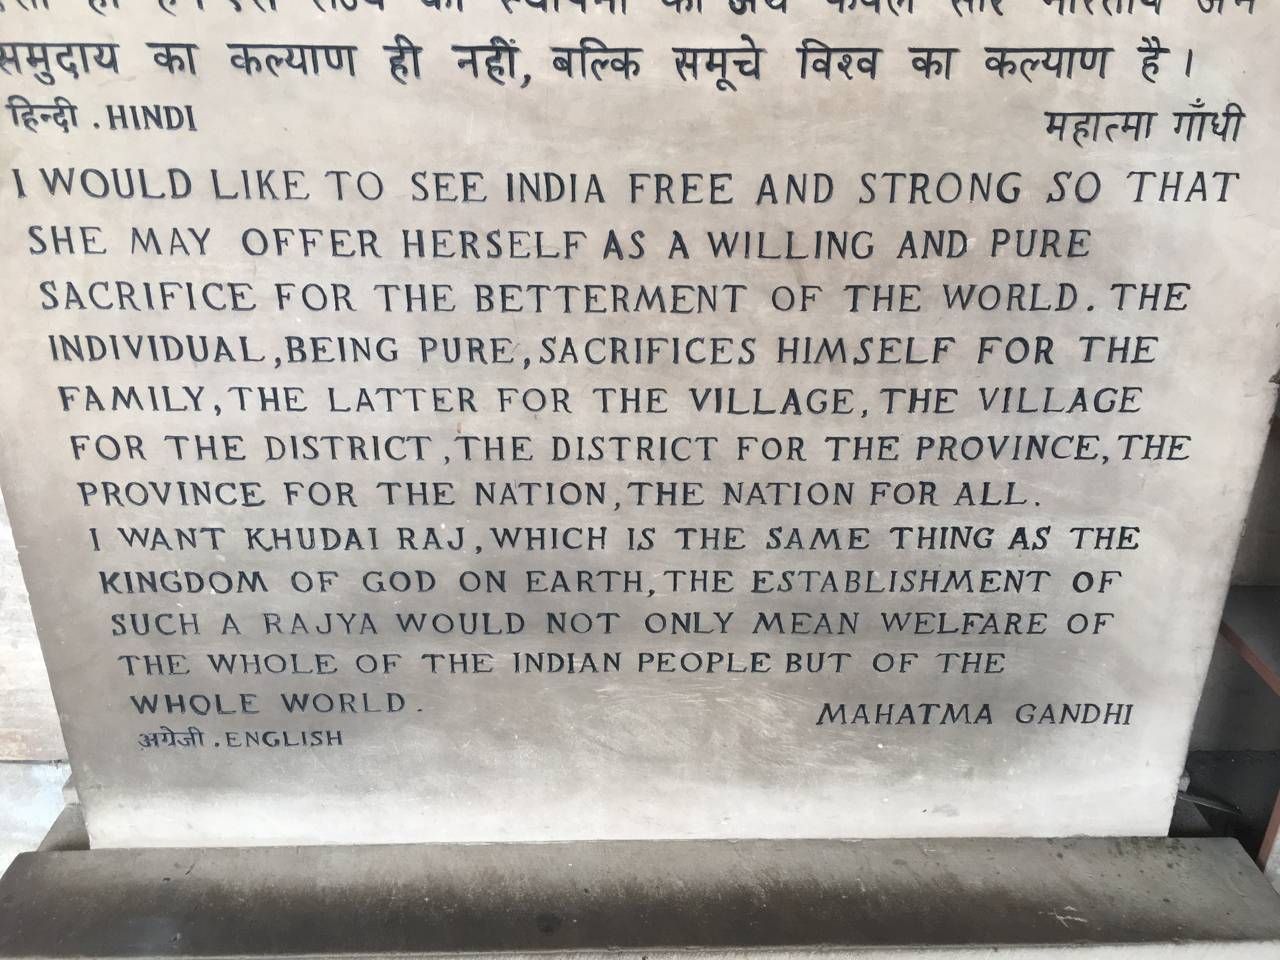 समुदाय का कल्याण ही नहीं, बल्कि समूचे विश्व का कल्याण है।
हिन्दी . HINDI महात्मा गाँधी
I WOULD LIKE TO SEE INDIA FREE AND STRONG SO THAT
SHE MAY OFFER HERSELF AS A WILLING AND PURE
SACRIFICE FOR THE BETTERMENT OF THE WORLD. THE
INDIVIDUAL, BEING PURE, SACRIFICES HIMSELF FOR THE
FAMILY, THE LATTER FOR THE VILLAGE, THE VILLAGE
FOR THE DISTRICT, THE DISTRICT FOR THE PROVINCE, THE
PROVINCE FOR THE NATION, THE NATION FOR ALL.
I WANT KHUDAI RAJ, WHICH IS THE SAME THING AS THE
KINGDOM OF GOD ON EARTH, THE ESTABLISHMENT OF
SUCH A RAJYA WOULD NOT ONLY MEAN WELFARE OF
THE WHOLE OF THE INDIAN PEOPLE BUT OF THE
WHOLE WORLD.
MAHATMA GANDHI
अंग्रेजी . ENGLISH